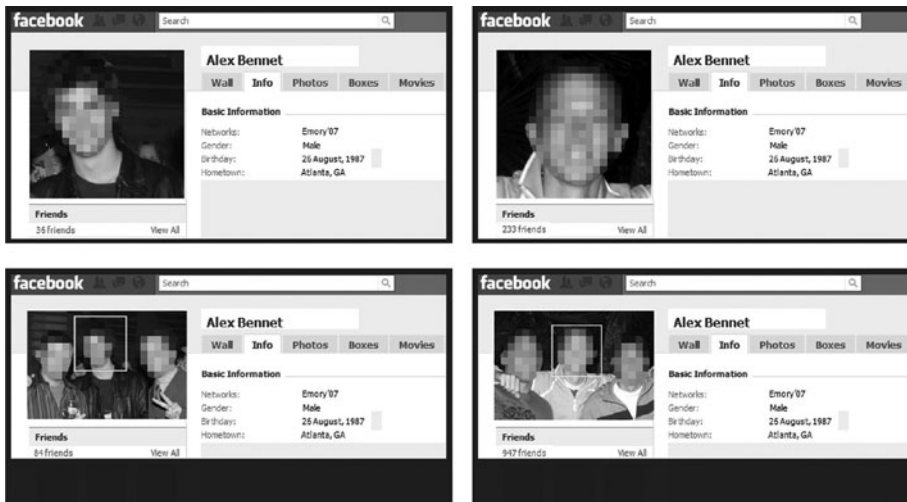 facebook Search
Alex Bennet
Wall Info Photos Boxes Movies
Basic Information
Networks: Emory'07
Gender: Male
Birthday: 26 August, 1987
Hometown: Atlanta, GA
Friends
36 friends View All
facebook Search
Alex Bennet
Wall Info Photos Boxes Movies
Basic Information
Networks: Emory'07
Gender: Male
Birthday: 26 August, 1987
Hometown: Atlanta, GA
Friends
233 friends View All
facebook Search
Alex Bennet
Wall Info Photos Boxes Movies
Basic Information
Networks: Emory'07
Gender: Male
Birthday: 26 August, 1987
Hometown: Atlanta, GA
Friends
84 friends View All
facebook Search
Alex Bennet
Wall Info Photos Boxes Movies
Basic Information
Networks: Emory'07
Gender: Male
Birthday: 26 August, 1987
Hometown: Atlanta, GA
Friends
947 friends View All